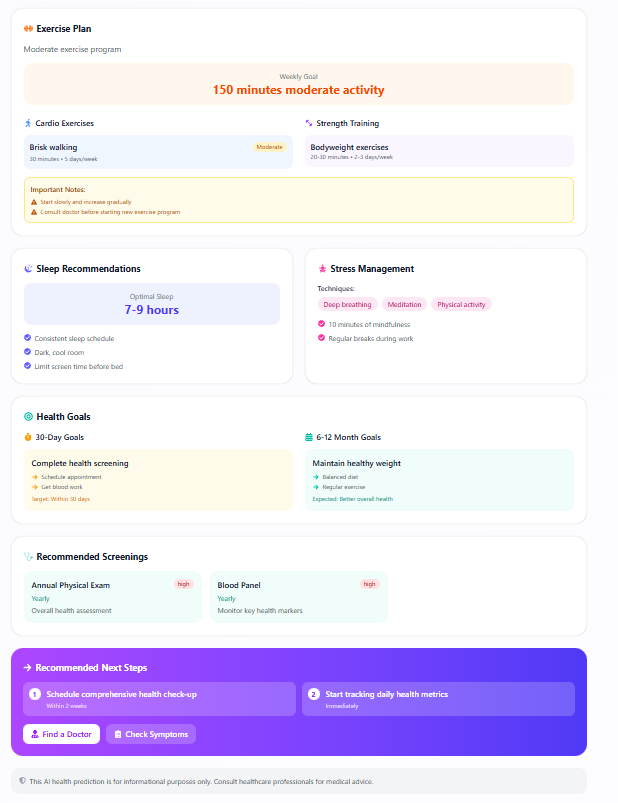 Exercise Plan
Moderate exercise program
Weekly Goal
150 minutes moderate activity
Cardio Exercises
Brisk walking
Moderate
30 minutes • 5 days/week
Strength Training
Bodyweight exercises
20-30 minutes • 2-3 days/week
Important Notes:
Start slowly and increase gradually
Consult doctor before starting new exercise program
Sleep Recommendations
Optimal Sleep
7-9 hours
Consistent sleep schedule
Dark, cool room
Limit screen time before bed
Stress Management
Techniques:
Deep breathing
Meditation
Physical activity
10 minutes of mindfulness
Regular breaks during work
Health Goals
30-Day Goals
Complete health screening
Schedule appointment
Get blood work
Target: Within 30 days
6-12 Month Goals
Maintain healthy weight
Balanced diet
Regular exercise
Expected: Better overall health
Recommended Screenings
Annual Physical Exam
high
Yearly
Overall health assessment
Blood Panel
high
Yearly
Monitor key health markers
Recommended Next Steps
1
Schedule comprehensive health check-up
Within 2 weeks
2
Start tracking daily health metrics
Immediately
Find a Doctor
Check Symptoms
This AI health prediction is for informational purposes only. Consult healthcare professionals for medical advice.